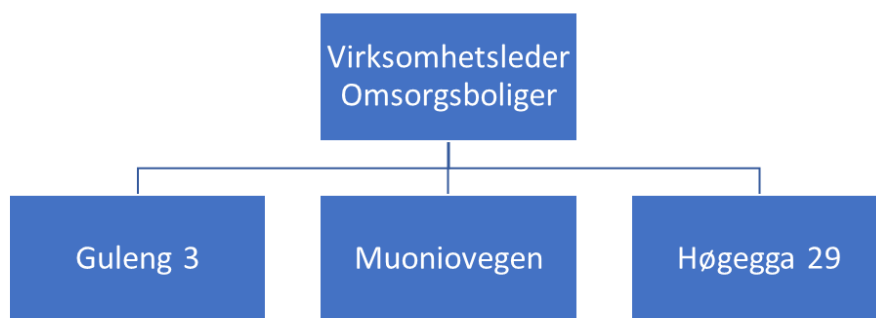 Virksomhetsleder
Omsorgsboliger
Guleng 3
Muoniovegen
Høgegga 29